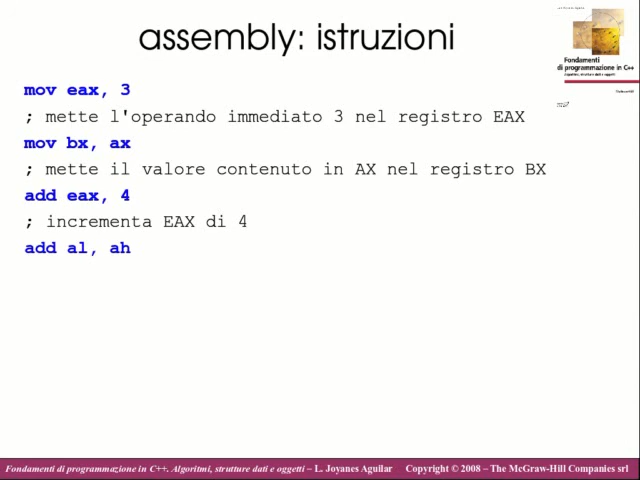 assembly: istruzioni
Fondamenti
di programmazione in C++
mov eax, 3
; mette l'operando immediato 3 nel registro EAX
mov bx, ax
; mette il valore contenuto in AX nel registro BX
add eax, 4
; incrementa EAX di 4
add al, ah
Fondamenti di programmazione in C++. Algoritmi, strutture dati e oggetti – L. Joyanes Aguilar Copyright © 2008 – The McGraw-Hill Companies srl